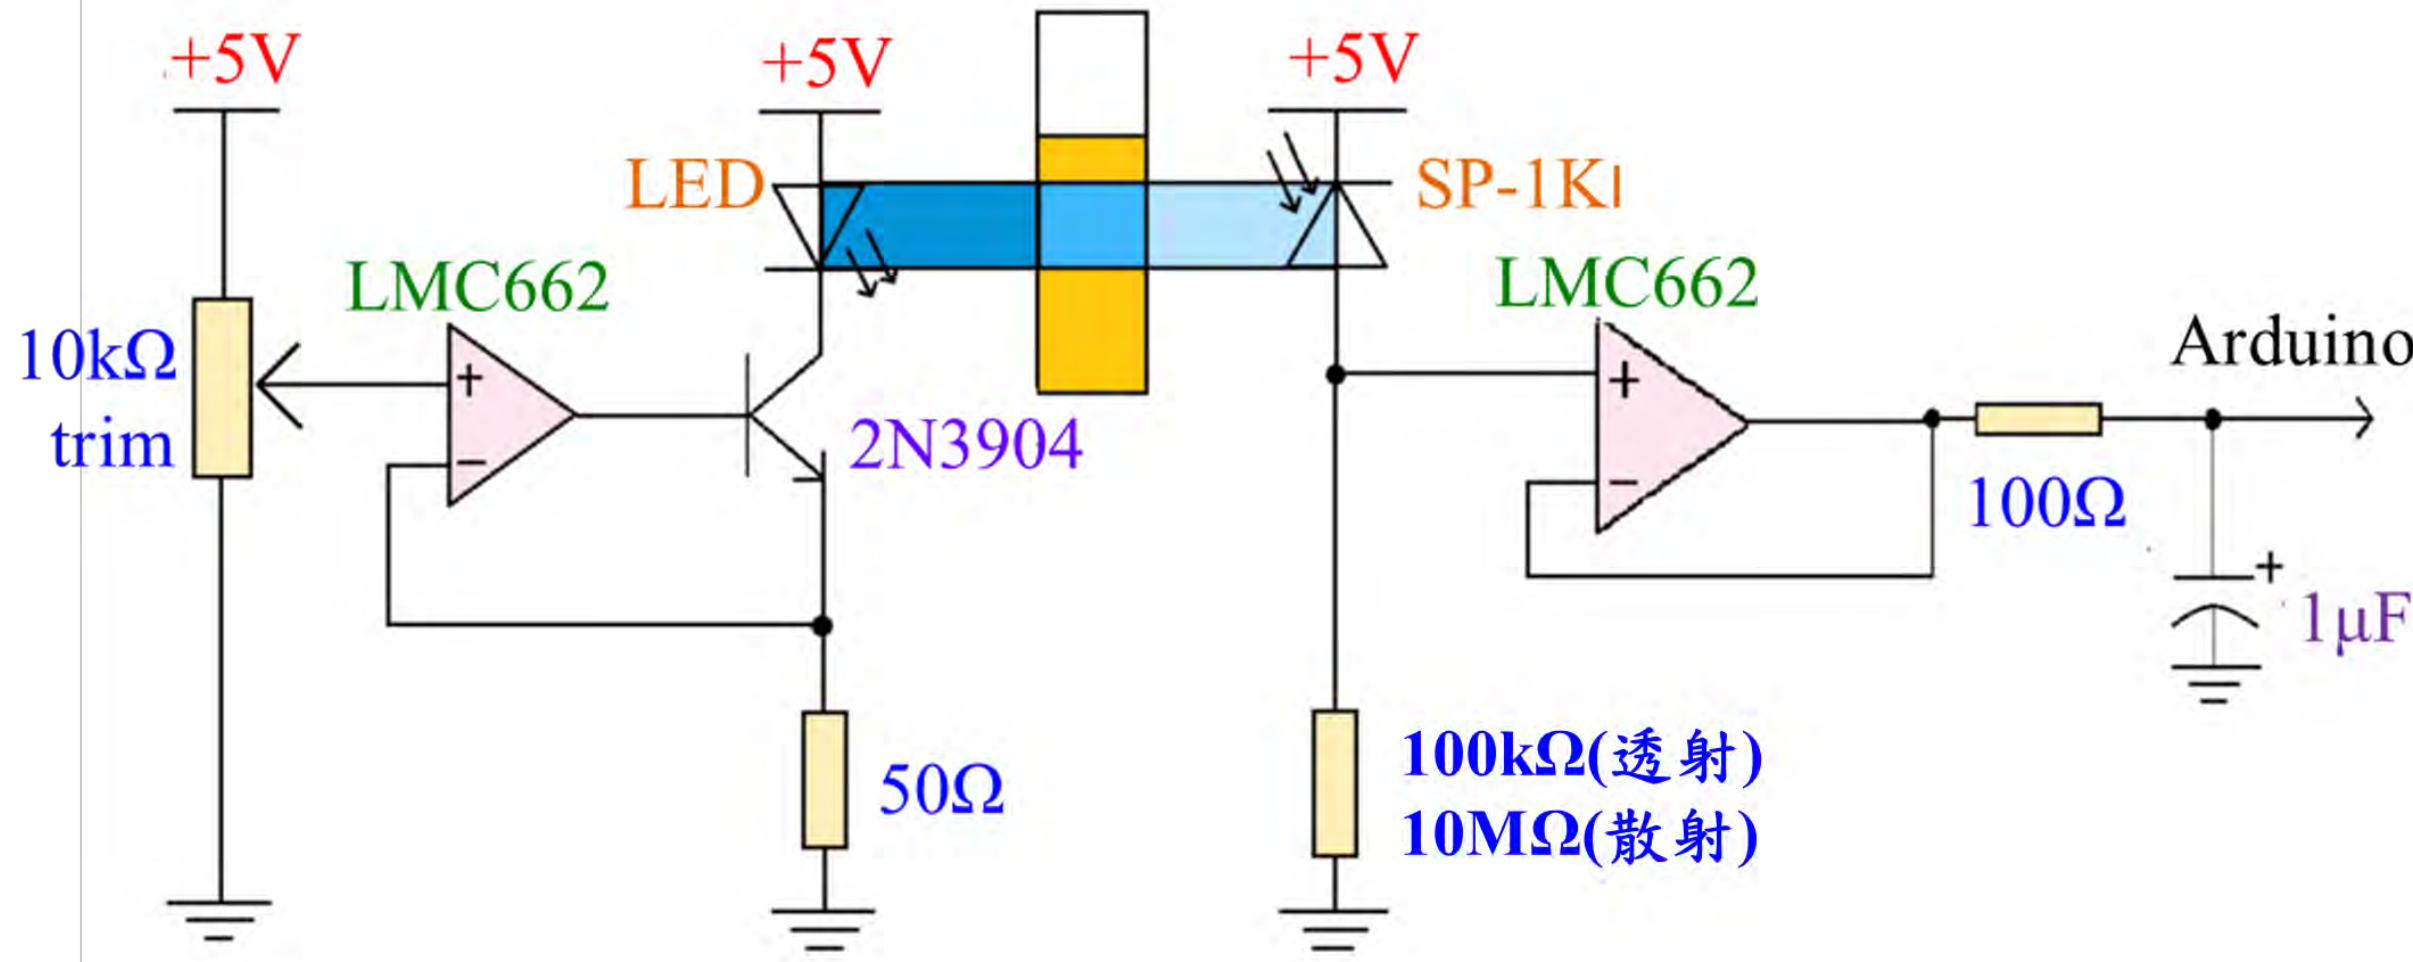 +5V
+5V
+5V
LED
SP-1K
LMC662
LMC662
10kΩ
trim
+
−
2N3904
+
−
Arduino
100Ω
+
1μF
50Ω
100kΩ(透射)
10MΩ(散射)